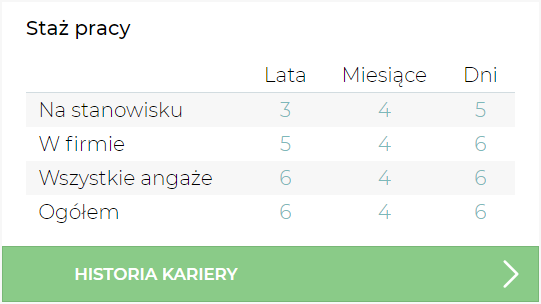 Staż pracy
Lata Miesiące Dni
Na stanowisku 3 4 5
W firmie 5 4 6
Wszystkie angaże 6 4 6
Ogółem 6 4 6
HISTORIA KARIERY